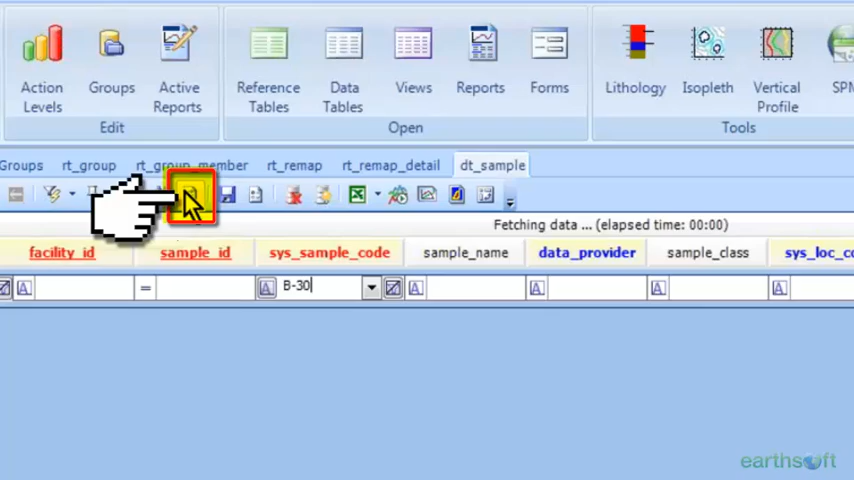 Action Levels
Groups
Active Reports
Reference Tables
Data Tables
Views
Reports
Forms
Lithology
Isopleth
Vertical Profile
Edit
Open
Tools
Groups rt_group rt_group_member rt_remap rt_remap_detail dt_sample
Fetching data ... (elapsed time: 00:00)
facility_id sample_id sys_sample_code sample_name data_provider sample_class
= B-30
earthsoft